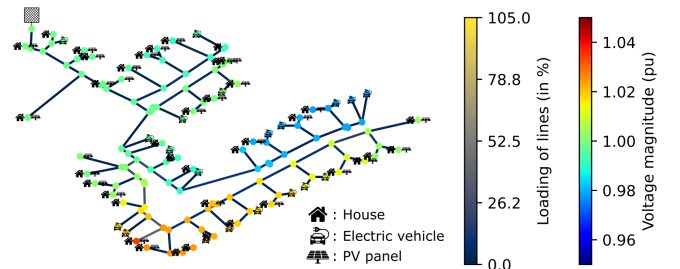 105.0
78.8
52.5
26.2
0.0
Loading of lines (in %)
1.04
1.02
1.00
0.98
0.96
Voltage magnitude (pu)
: House
: Electric vehicle
: PV panel